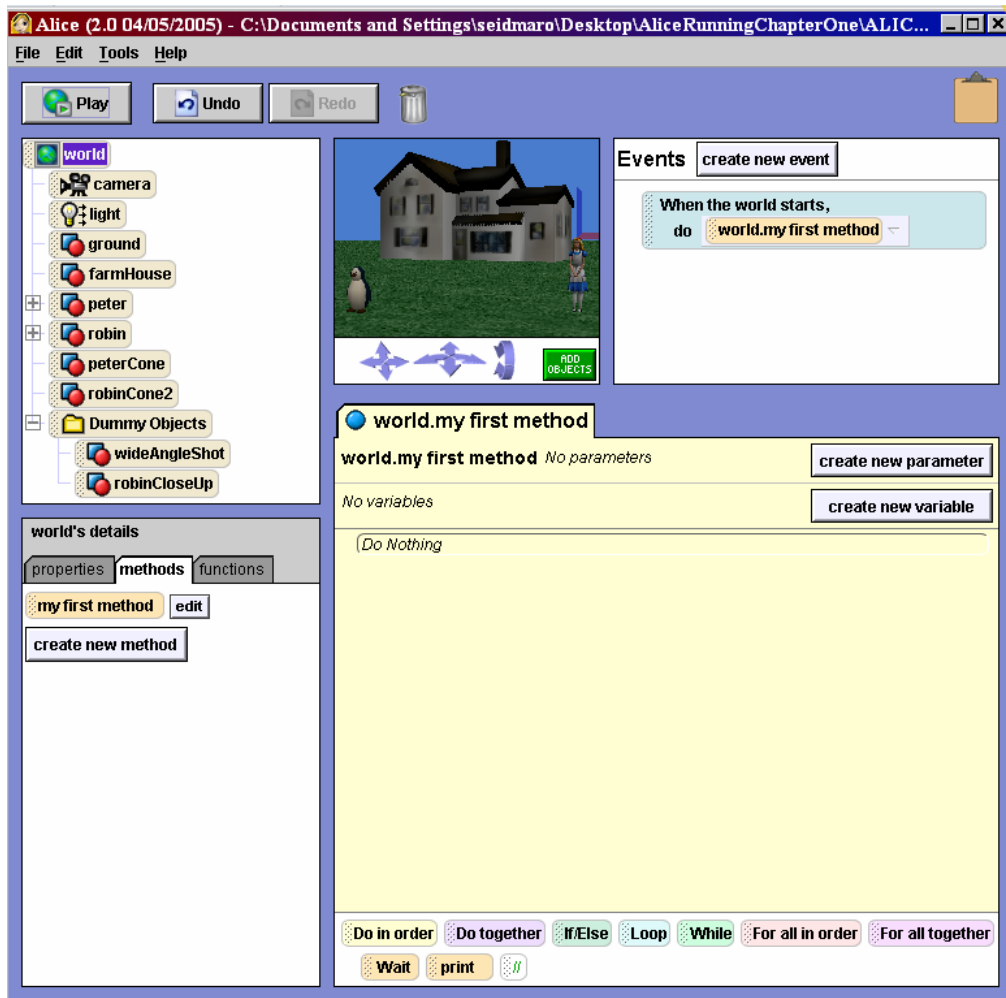 Alice (2.0 04/05/2005) - C:\Documents and Settings\seidmaro\Desktop\AliceRunningChapterOne\ALIC...
File Edit Tools Help
Play Undo Redo
world
camera
light
ground
farmHouse
peter
robin
peterCone
robinCone2
Dummy Objects
wideAngleShot
robinCloseUp
ADD
OBJECTS
Events create new event
When the world starts,
do world.my first method
world's details
properties methods functions
my first method edit
create new method
world.my first method
world.my first method No parameters create new parameter
No variables create new variable
(Do Nothing
Do in order Do together If/Else Loop While For all in order For all together
Wait print //